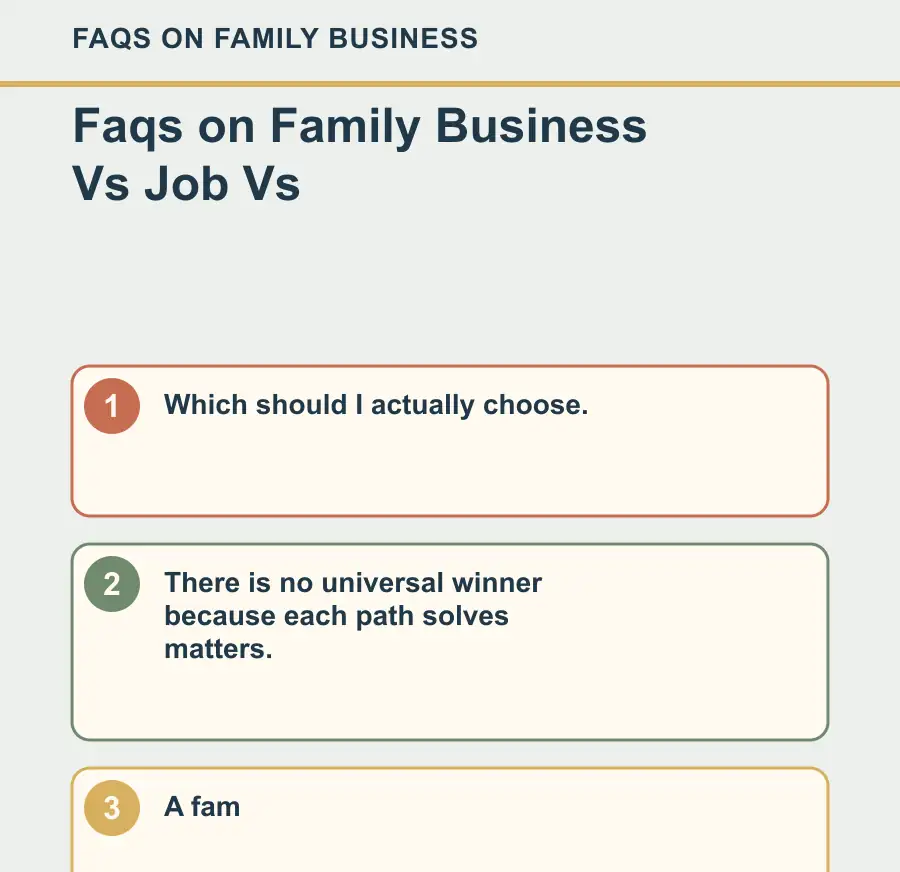 FAQS ON FAMILY BUSINESS
Faqs on Family Business
Vs Job Vs
1
Which should I actually choose.
2
There is no universal winner
because each path solves
matters.
3
A fam